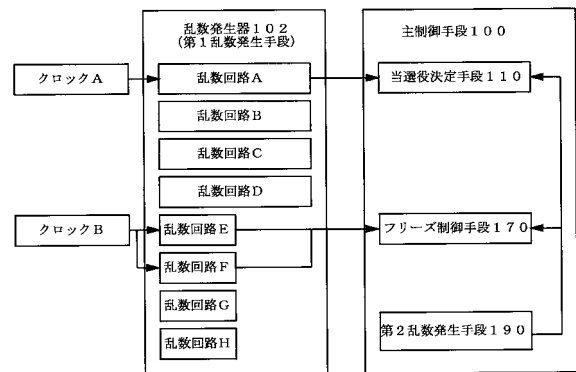 乱数発生器102
(第1乱数発生手段)
主制御手段100
クロックA
乱数回路A
当選役決定手段110
乱数回路B
乱数回路C
乱数回路D
クロックB
乱数回路E
フリーズ制御手段170
乱数回路F
乱数回路G
第2乱数発生手段190
乱数回路H